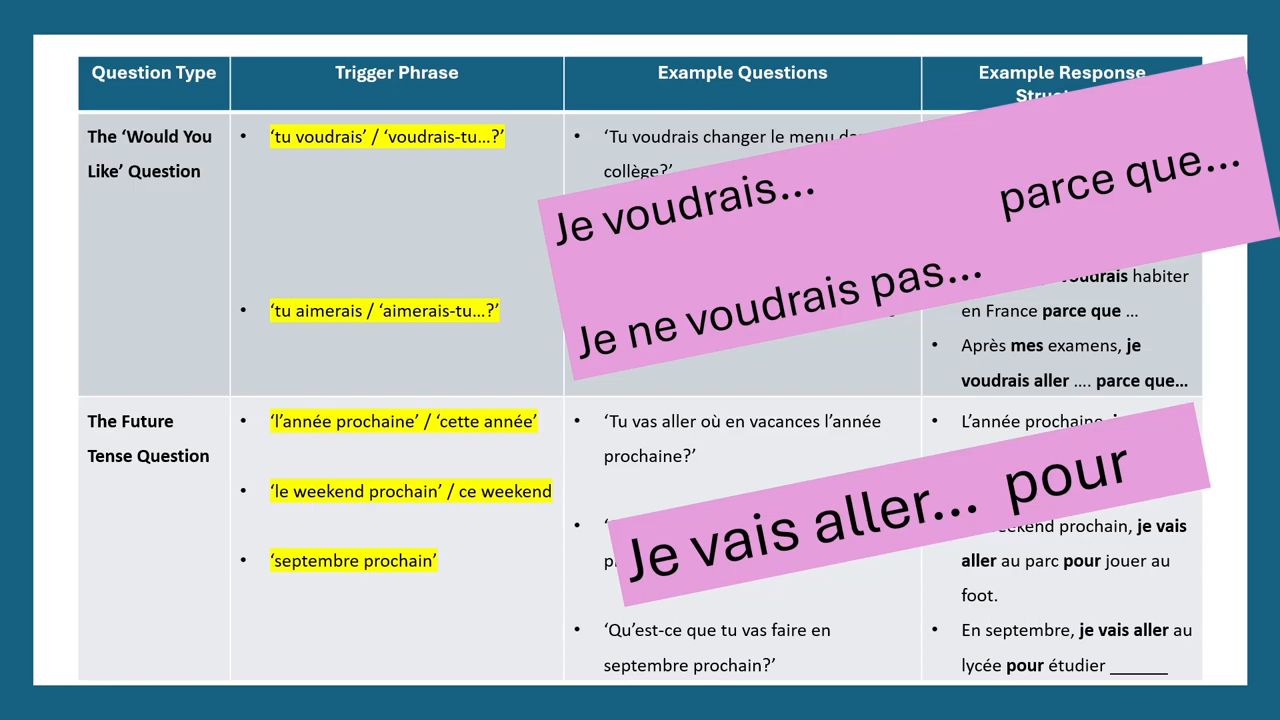 Question Type
Trigger Phrase
Example Questions
Example Response
The ‘Would You
Like’ Question
• ‘tu voudrais’ / ‘voudrais-tu…?’
• ‘tu aimerais / ‘aimerais-tu…?’
• ‘Tu voudrais changer le menu
collège?’
Je voudrais… parce que…
Je ne voudrais pas…
voudrais habiter
en France parce que …
• Après mes examens, je
voudrais aller …. parce que…
The Future
Tense Question
• ‘l’année prochaine’ / ‘cette année’
• ‘le weekend prochain’ / ce weekend
• ‘septembre prochain’
• ‘Tu vas aller où en vacances l’année
prochaine?’
• ‘Qu’est-ce que tu vas faire en
septembre prochain?’
Je vais aller… pour
• L’année prochaine,
weekend prochain, je vais
aller au parc pour jouer au
foot.
• En septembre, je vais aller au
lycée pour étudier ______